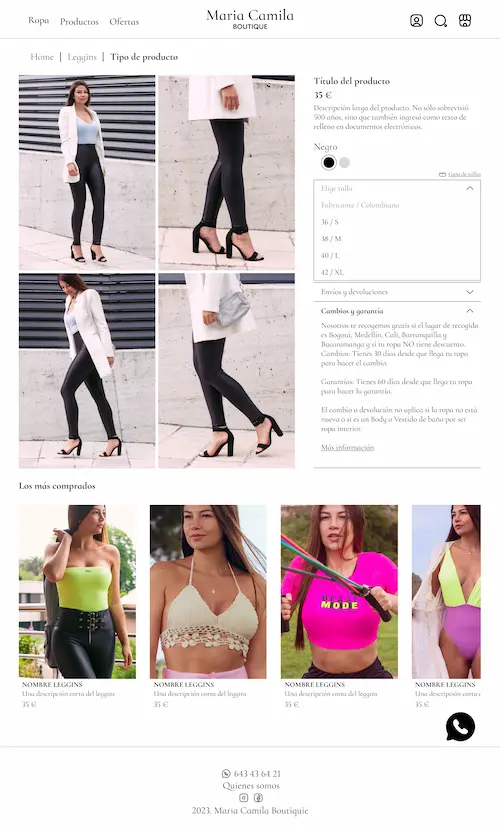 Ropa
Productos
Ofertas
Maria Camila
BOUTIQUE
Home | Leggins | Tipo de producto
Título del producto
35 €
Descripción larga del producto. No sólo sobrevivió
500 años, sino que también ingresó como texto de
relleno en documentos electrónicos.
Negro
Guía de tallas
Elige talla
Fabricante / Colombiano
36 / S
38 / M
40 / L
42 / XL
Envíos y devoluciones
Cambios y garantía
Nosotros te recogemos gratis si el lugar de recogida
es Bogotá, Medellín, Cali, Barranquilla y
Bucaramanga y si tu ropa NO tiene descuento.
Cambios: Tienes 30 días desde que llega tu ropa
para hacer el cambio.
Garantías: Tienes 60 días desde que llega tu ropa
para hacer la garantía.
El cambio o devolución no aplica si la ropa no está
nueva o si es un Body o Vestido de baño por ser
ropa interior.
Más información
Los más comprados
BEAST
MODE
NOMBRE LEGGINS
Una descripción corta del leggins
35 €
NOMBRE LEGGINS
Una descripción corta del leggins
35 €
NOMBRE LEGGINS
Una descripción corta del leggins
35 €
NOMBRE LEGGINS
Una descripción corta
35 €
643 43 64 21
Quienes somos
2023. Maria Camila Boutiquie